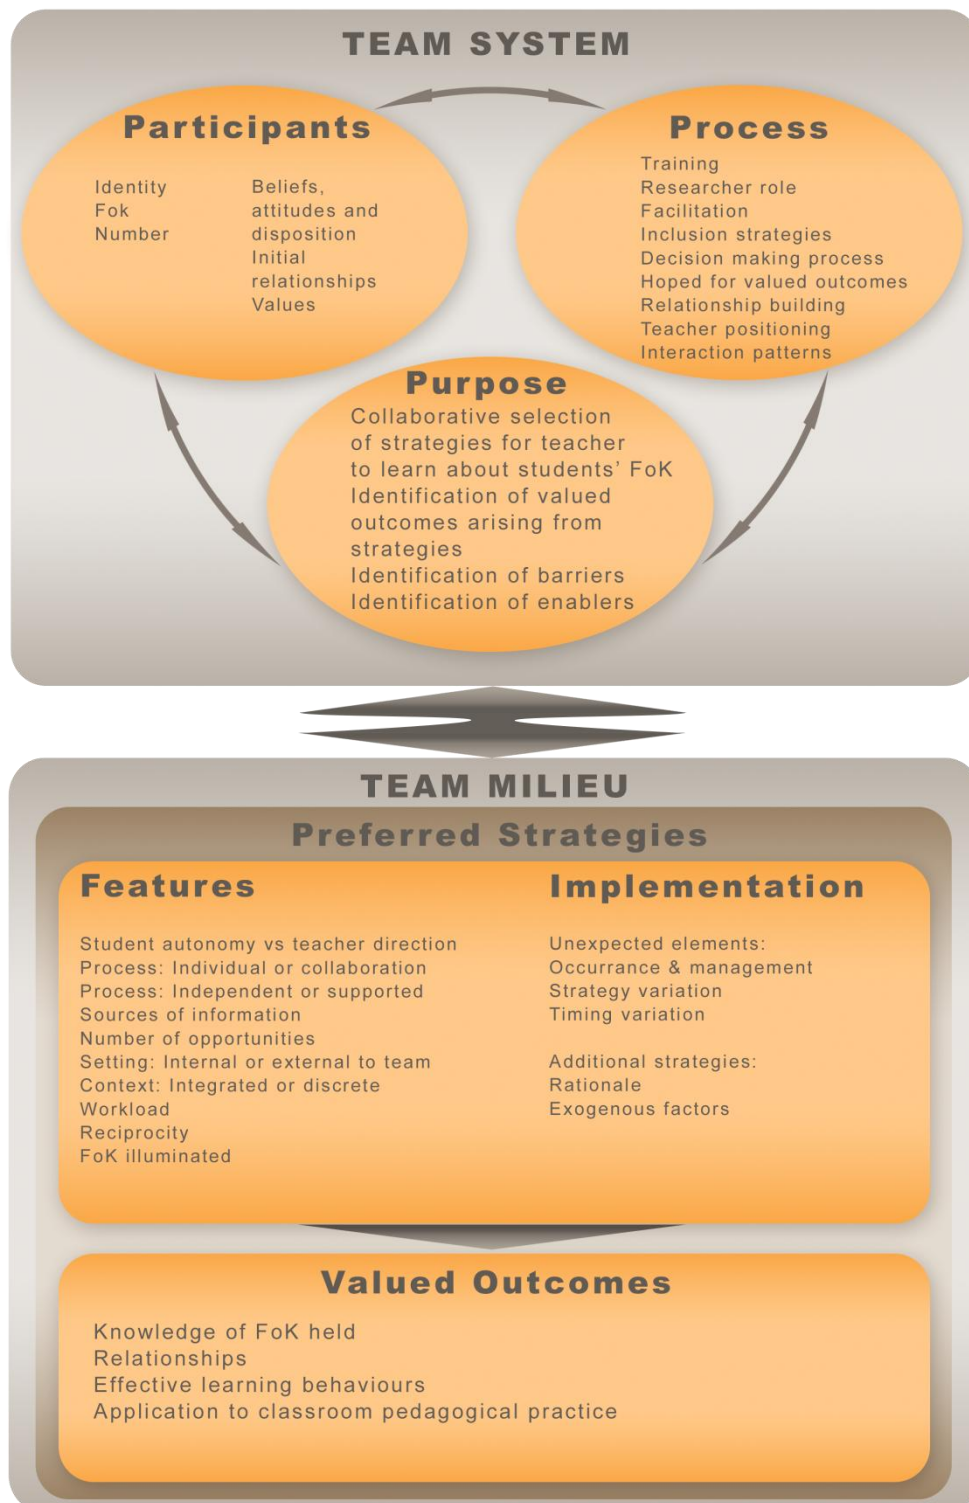 TEAM SYSTEM
Participants
Identity
Fok
Number
Beliefs,
attitudes and
disposition
Initial
relationships
Values
Process
Training
Researcher role
Facilitation
Inclusion strategies
Decision making process
Hoped for valued outcomes
Relationship building
Teacher positioning
Interaction patterns
Purpose
Collaborative selection
of strategies for teacher
to learn about students’ FoK
Identification of valued
outcomes arising from
strategies
Identification of barriers
Identification of enablers
TEAM MILIEU
Preferred Strategies
Features
Student autonomy vs teacher direction
Process: Individual or collaboration
Process: Independent or supported
Sources of information
Number of opportunities
Setting: Internal or external to team
Context: Integrated or discrete
Workload
Reciprocity
FoK illuminated
Implementation
Unexpected elements:
Occurrance & management
Strategy variation
Timing variation
Additional strategies:
Rationale
Exogenous factors
Valued Outcomes
Knowledge of FoK held
Relationships
Effective learning behaviours
Application to classroom pedagogical practice